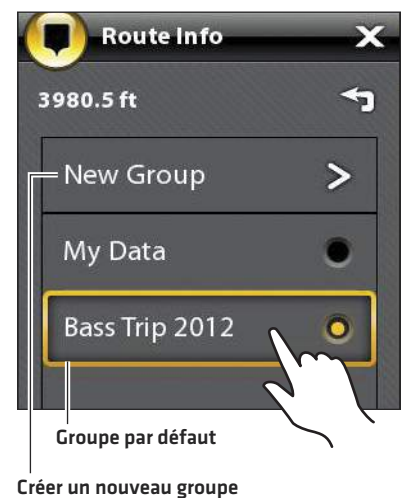 Route Info
3980.5 ft
New Group
My Data
Bass Trip 2012
Groupe par défaut
Créer un nouveau groupe